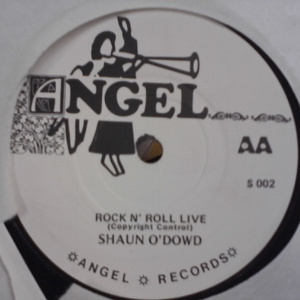 ANGEL
AA
S 002
ROCK N' ROLL LIVE
(Copyright Control)
SHAUN O'DOWD
ANGEL RECORDS